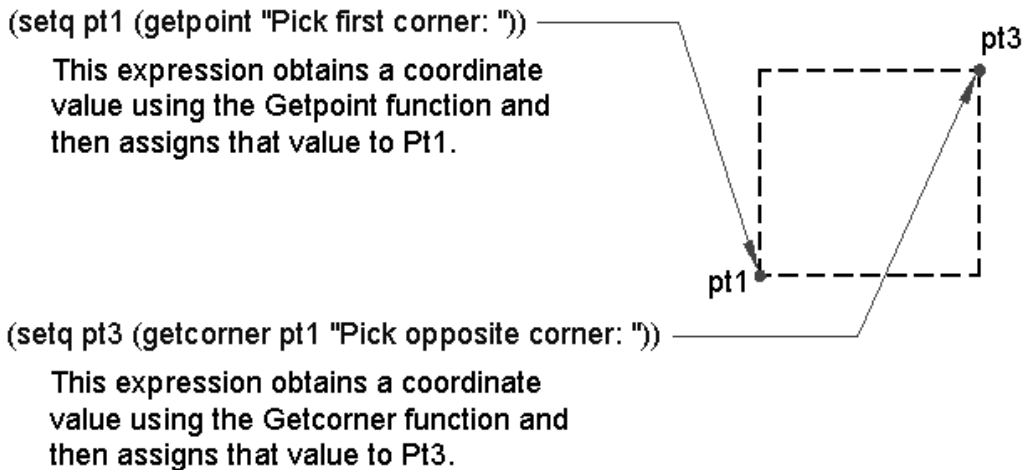 (setq pt1 (getpoint "Pick first corner: "))
pt3
This expression obtains a coordinate
value using the Getpoint function and
then assigns that value to Pt1.
pt1
(setq pt3 (getcorner pt1 "Pick opposite corner: "))
This expression obtains a coordinate
value using the Getcorner function and
then assigns that value to Pt3.